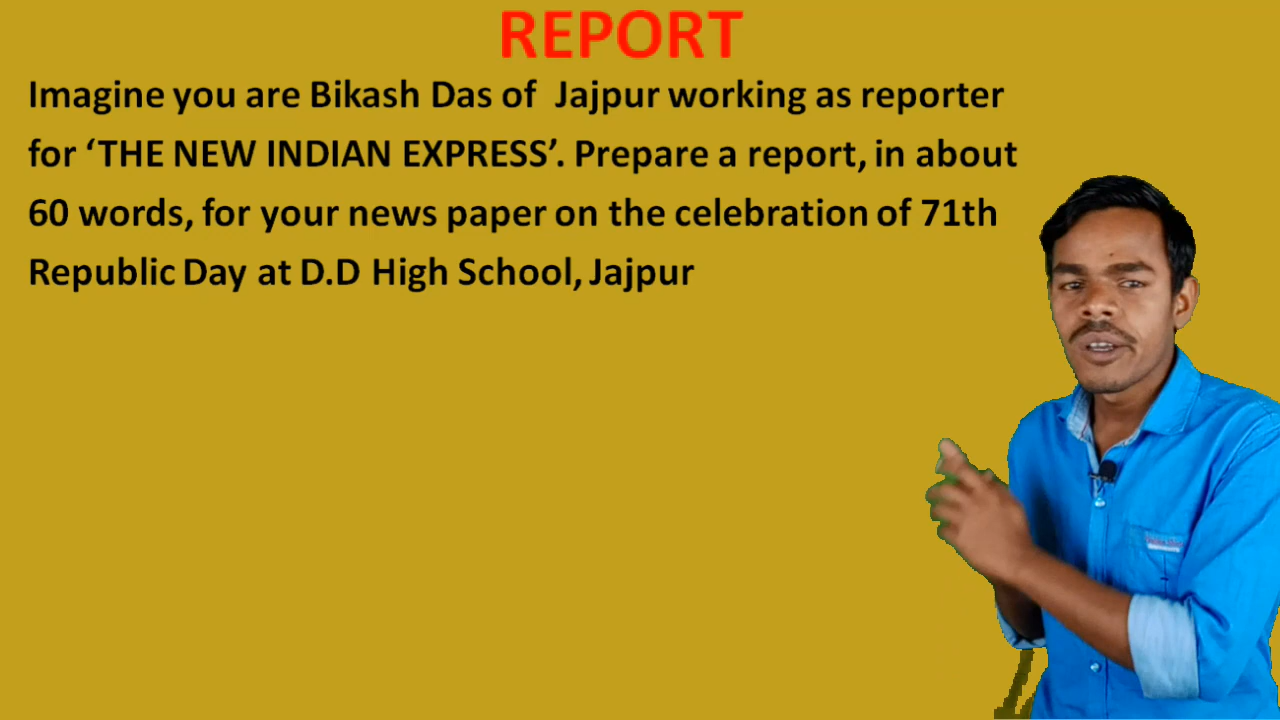 REPORT
Imagine you are Bikash Das of Jajpur working as reporter
for ‘THE NEW INDIAN EXPRESS’. Prepare a report, in about
60 words, for your news paper on the celebration of 71th
Republic Day at D.D High School, Jajpur